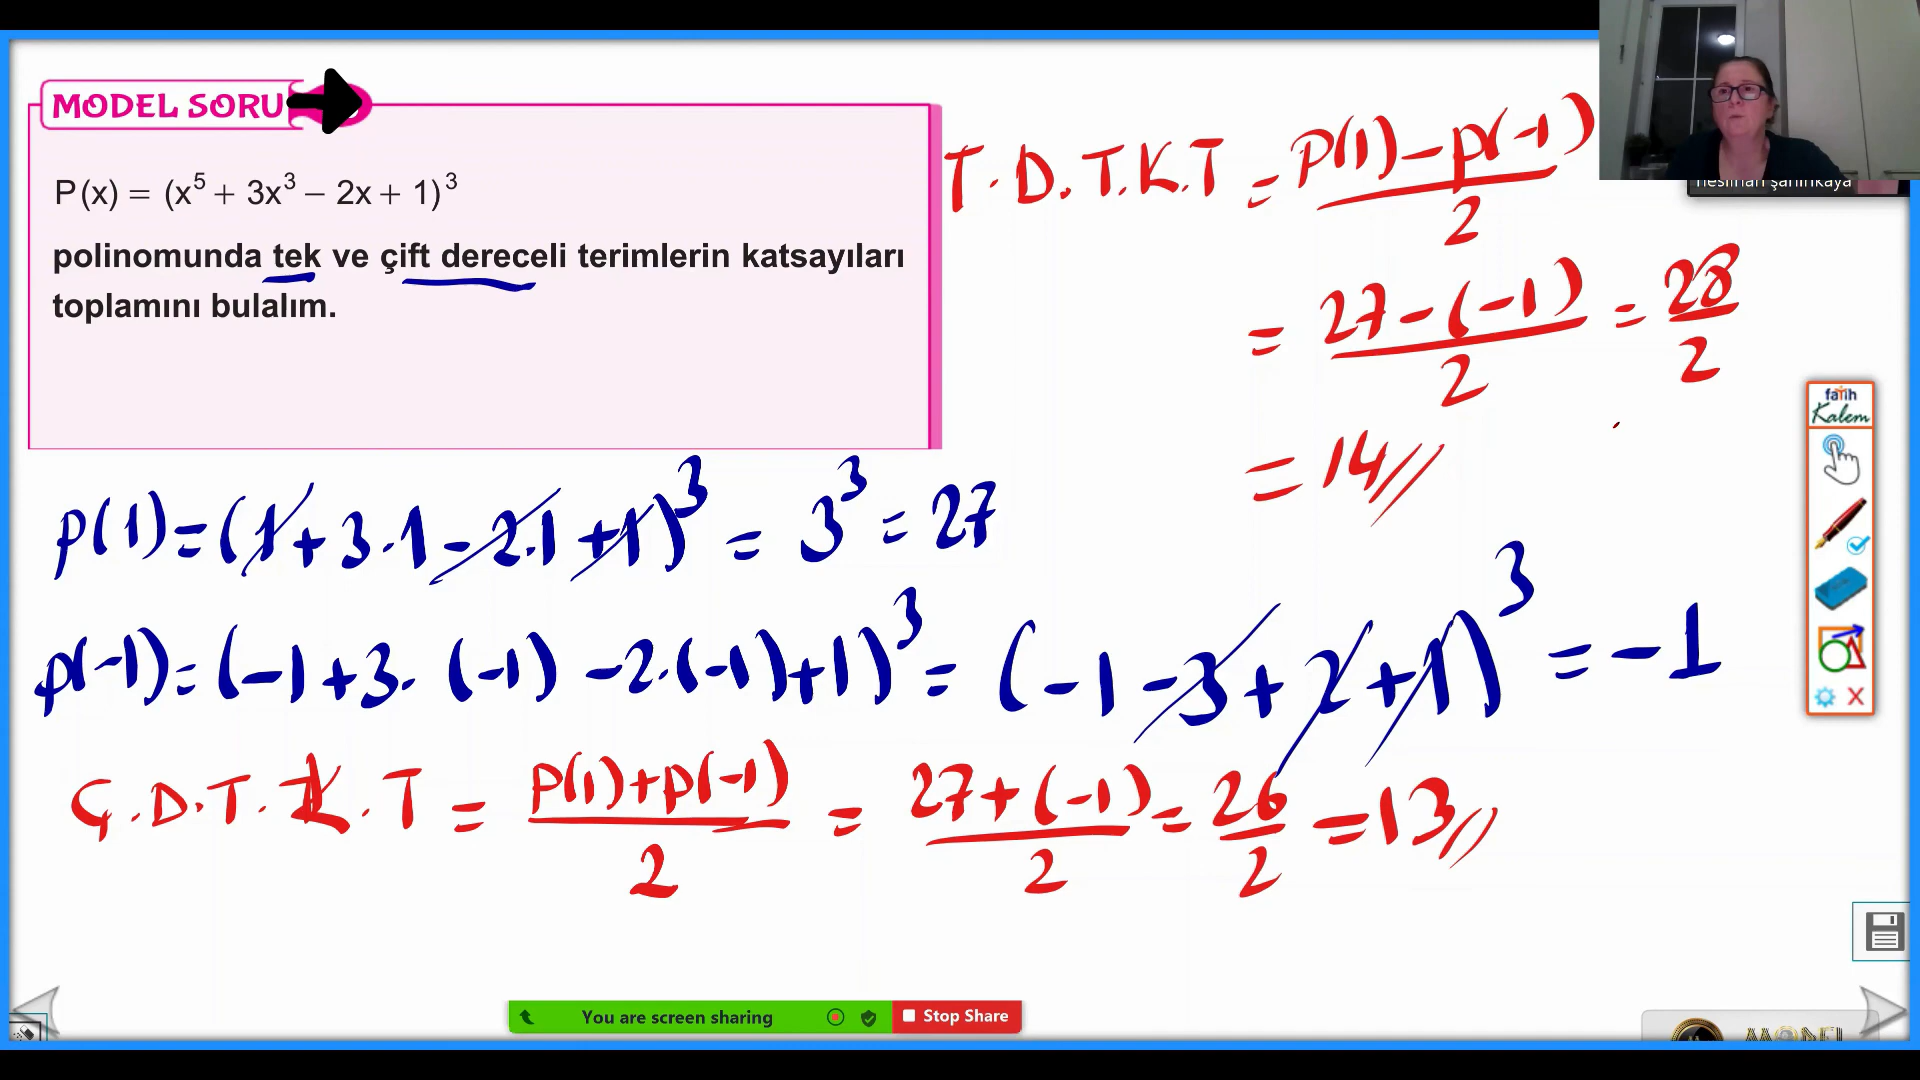 MODEL SORU
P(x) = (x⁵ + 3x³ − 2x + 1)³
polinomunda tek ve çift dereceli terimlerin katsayıları
toplamını bulalım.
T.D.T.K.T = P(1) − P(-1) / 2
= 27 − (-1) / 2 = 28 / 2
= 14//
P(1) = (1 + 3.1 − 2.1 + 1)³ = 3³ = 27
P(-1) = (-1 + 3.(-1) − 2.(-1) + 1)³ = (-1 − 3 + 2 + 1)³ = -1
Ç.D.T.K.T = P(1) + P(-1) / 2 = 27 + (-1) / 2 = 26 / 2 = 13//
fatih
Kalem
You are screen sharing
Stop Share